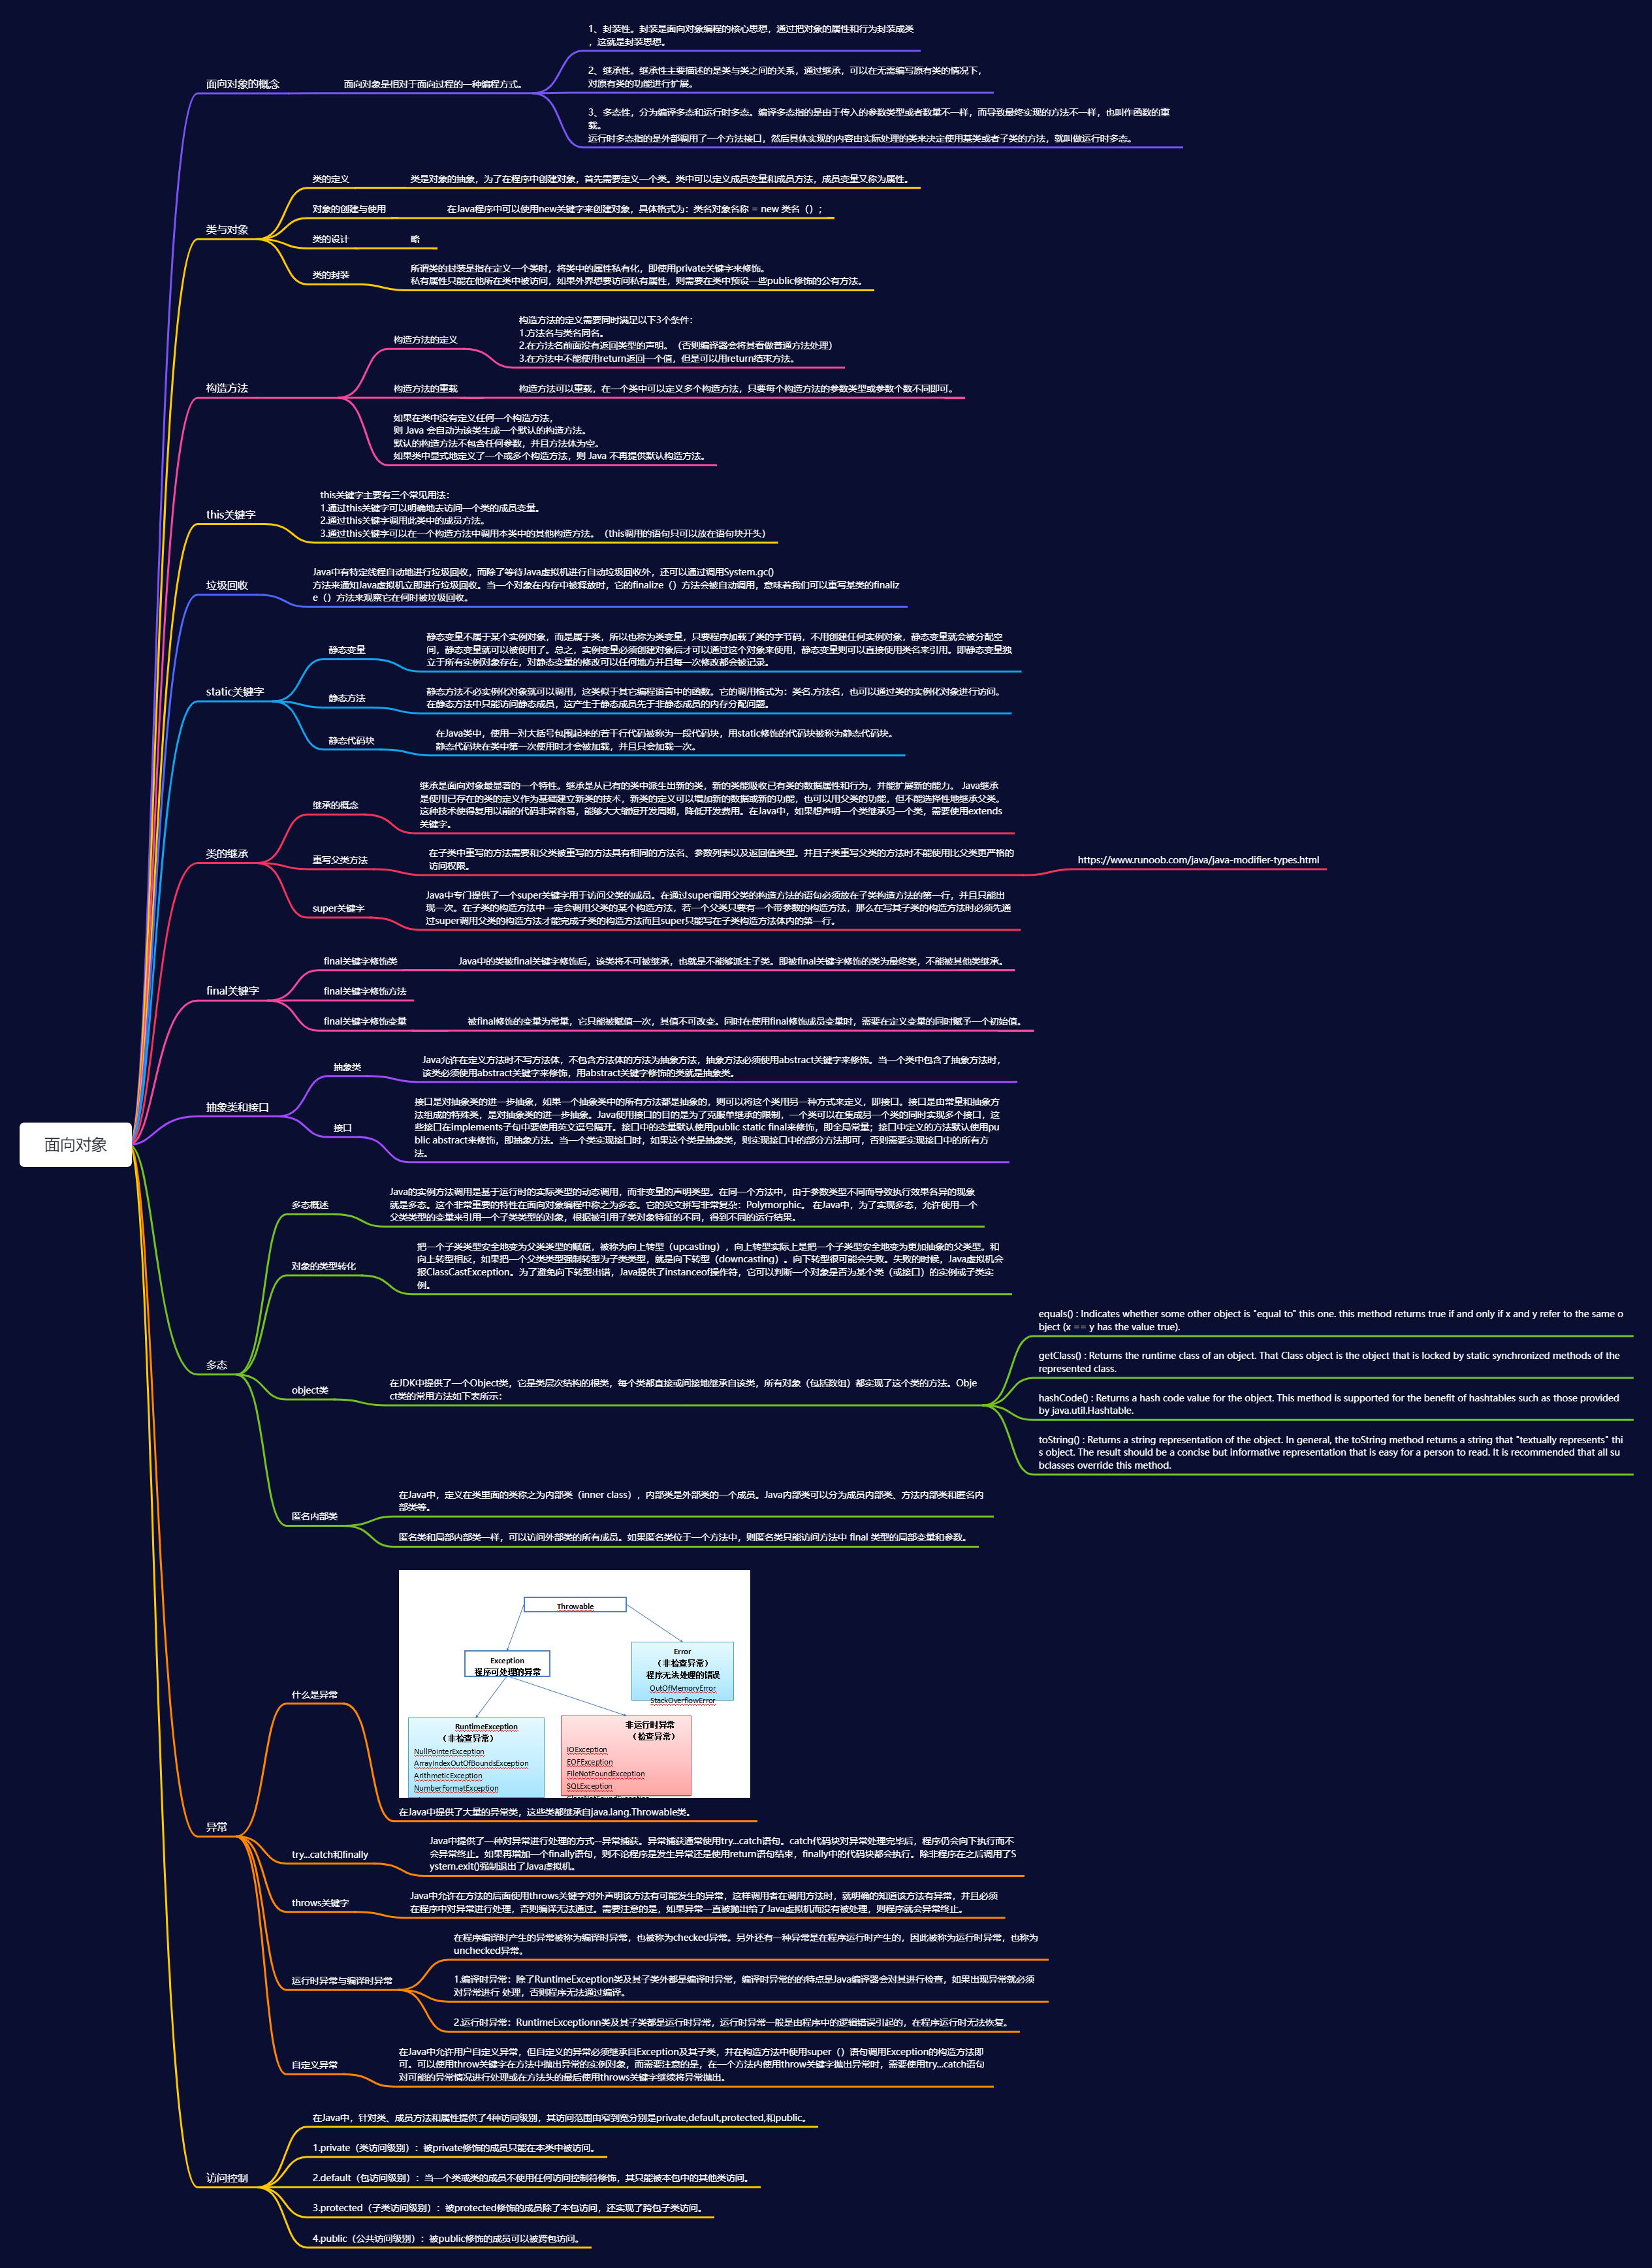 面向对象
面向对象的概念
面向对象是相对于面向过程的一种编程方式。
1、封装性。封装是面向对象编程的核心思想，通过把对象的属性和行为封装成类
，这就是封装思想。
2、继承性。继承性主要描述的是类与类之间的关系，通过继承，可以在无需编写原有类的情况下，
对原有类的功能进行扩展。
3、多态性，分为编译多态和运行时多态。编译多态指的是由于传入的参数类型或者数量不一样，而导致最终实现的方法不一样，也叫作函数的重
载。
运行时多态指的是外部调用了一个方法接口，然后具体实现的内容由实际处理的类来决定使用基类或者子类的方法，就叫做运行时多态。
类与对象
类的定义
类是对象的抽象，为了在程序中创建对象，首先需要定义一个类。类中可以定义成员变量和成员方法，成员变量又称为属性。
对象的创建与使用
在Java程序中可以使用new关键字来创建对象，具体格式为：类名对象名称 = new 类名（）；
类的设计
略
类的封装
所谓类的封装是指在定义一个类时，将类中的属性私有化，即使用private关键字来修饰。
私有属性只能在他所在类中被访问，如果外界想要访问私有属性，则需要在类中预设一些public修饰的公有方法。
构造方法
构造方法的定义
构造方法的定义需要同时满足以下3个条件：
1.方法名与类名同名。
2.在方法名前面没有返回类型的声明。（否则编译器会将其看做普通方法处理）
3.在方法中不能使用return返回一个值，但是可以用return结束方法。
构造方法的重载
构造方法可以重载，在一个类中可以定义多个构造方法，只要每个构造方法的参数类型或参数个数不同即可。
如果在类中没有定义任何一个构造方法，
则 Java 会自动为该类生成一个默认的构造方法。
默认的构造方法不包含任何参数，并且方法体为空。
如果类中显式地定义了一个或多个构造方法，则 Java 不再提供默认构造方法。
this关键字
this关键字主要有三个常见用法：
1.通过this关键字可以明确地去访问一个类的成员变量。
2.通过this关键字调用此类中的成员方法。
3.通过this关键字可以在一个构造方法中调用本类中的其他构造方法。（this调用的语句只可以放在语句块开头）
垃圾回收
Java中有特定线程自动地进行垃圾回收，而除了等待Java虚拟机进行自动垃圾回收外，还可以通过调用System.gc()
方法来通知Java虚拟机立即进行垃圾回收。当一个对象在内存中被释放时，它的finalize（）方法会被自动调用，意味着我们可以重写某类的finaliz
e（）方法来观察它在何时被垃圾回收。
static关键字
静态变量
静态变量不属于某个实例对象，而是属于类，所以也称为类变量，只要程序加载了类的字节码，不用创建任何实例对象，静态变量就会被分配空
间，静态变量就可以被使用了。总之，实例变量必须创建对象后才可以通过这个对象来使用，静态变量则可以直接使用类名来引用。即静态变量独
立于所有实例对象存在，对静态变量的修改可以任何地方并且每一次修改都会被记录。
静态方法
静态方法不必实例化对象就可以调用，这类似于其它编程语言中的函数。它的调用格式为：类名.方法名，也可以通过类的实例化对象进行访问。
在静态方法中只能访问静态成员，这产生于静态成员先于非静态成员的内存分配问题。
静态代码块
在Java类中，使用一对大括号包围起来的若干行代码被称为一段代码块，用static修饰的代码块被称为静态代码块。
静态代码块在类中第一次使用时才会被加载，并且只会加载一次。
类的继承
继承的概念
继承是面向对象最显著的一个特性。继承是从已有的类中派生出新的类，新的类能吸收已有类的数据属性和行为，并能扩展新的能力。 Java继承
是使用已存在的类的定义作为基础建立新类的技术，新类的定义可以增加新的数据或新的功能，也可以用父类的功能，但不能选择性地继承父类。
这种技术使得复用以前的代码非常容易，能够大大缩短开发周期，降低开发费用。在Java中，如果想声明一个类继承另一个类，需要使用extends
关键字。
重写父类方法
在子类中重写的方法需要和父类被重写的方法具有相同的方法名、参数列表以及返回值类型。并且子类重写父类的方法时不能使用比父类更严格的
访问权限。
https://www.runoob.com/java/java-modifier-types.html
super关键字
Java中专门提供了一个super关键字用于访问父类的成员。在通过super调用父类的构造方法的语句必须放在子类构造方法的第一行，并且只能出
现一次。在子类的构造方法中一定会调用父类的某个构造方法，若一个父类只要有一个带参数的构造方法，那么在写其子类的构造方法时必须先通
过super调用父类的构造方法才能完成子类的构造方法而且super只能写在子类构造方法体内的第一行。
final关键字
final关键字修饰类
Java中的类被final关键字修饰后，该类将不可被继承，也就是不能够派生子类。即被final关键字修饰的类为最终类，不能被其他类继承。
final关键字修饰方法
final关键字修饰变量
被final修饰的变量为常量，它只能被赋值一次，其值不可改变。同时在使用final修饰成员变量时，需要在定义变量的同时赋予一个初始值。
抽象类和接口
抽象类
Java允许在定义方法时不写方法体，不包含方法体的方法为抽象方法，抽象方法必须使用abstract关键字来修饰。当一个类中包含了抽象方法时，
该类必须使用abstract关键字来修饰，用abstract关键字修饰的类就是抽象类。
接口
接口是对抽象类的进一步抽象，如果一个抽象类中的所有方法都是抽象的，则可以将这个类用另一种方式来定义，即接口。接口是由常量和抽象方
法组成的特殊类，是对抽象类的进一步抽象。Java使用接口的目的是为了克服单继承的限制，一个类可以在集成另一个类的同时实现多个接口，这
些接口在implements子句中要使用英文逗号隔开。接口中的变量默认使用public static final来修饰，即全局常量；接口中定义的方法默认使用pu
blic abstract来修饰，即抽象方法。当一个类实现接口时，如果这个类是抽象类，则实现接口中的部分方法即可，否则需要实现接口中的所有方
法。
多态
多态概述
Java的实例方法调用是基于运行时的实际类型的动态调用，而非变量的声明类型。在同一个方法中，由于参数类型不同而导致执行效果各异的现象
就是多态。这个非常重要的特性在面向对象编程中称之为多态。它的英文拼写非常复杂：Polymorphic。 在Java中，为了实现多态，允许使用一个
父类类型的变量来引用一个子类类型的对象，根据被引用子类对象特征的不同，得到不同的运行结果。
对象的类型转化
把一个子类类型安全地变为父类类型的赋值，被称为向上转型（upcasting），向上转型实际上是把一个子类型安全地变为更加抽象的父类型。和
向上转型相反，如果把一个父类类型强制转型为子类类型，就是向下转型（downcasting）。向下转型很可能会失败。失败的时候，Java虚拟机会
报ClassCastException。为了避免向下转型出错，Java提供了instanceof操作符，它可以判断一个对象是否为某个类（或接口）的实例或子类实
例。
object类
在JDK中提供了一个Object类，它是类层次结构的根类，每个类都直接或间接地继承自该类，所有对象（包括数组）都实现了这个类的方法。Obje
ct类的常用方法如下表所示：
equals() : Indicates whether some other object is "equal to" this one. this method returns true if and only if x and y refer to the same o
bject (x == y has the value true).
getClass() : Returns the runtime class of an object. That Class object is the object that is locked by static synchronized methods of the
represented class.
hashCode() : Returns a hash code value for the object. This method is supported for the benefit of hashtables such as those provided
by java.util.Hashtable.
toString() : Returns a string representation of the object. In general, the toString method returns a string that "textually represents" thi
s object. The result should be a concise but informative representation that is easy for a person to read. It is recommended that all su
bclasses override this method.
匿名内部类
在Java中，定义在类里面的类称之为内部类（inner class），内部类是外部类的一个成员。Java内部类可以分为成员内部类、方法内部类和匿名内
部类等。
匿名类和局部内部类一样，可以访问外部类的所有成员。如果匿名类位于一个方法中，则匿名类只能访问方法中 final 类型的局部变量和参数。
异常
什么是异常
Throwable
Exception
程序可处理的异常
Error
（非检查异常）
程序无法处理的错误
OutOfMemoryError
StackOverflowError
RuntimeException
（非检查异常）
NullPointerException
ArrayIndexOutOfBoundsException
ArithmeticException
NumberFormatException
非运行时异常
（检查异常）
IOException
EOFException
FileNotFoundException
SQLException
在Java中提供了大量的异常类，这些类都继承自java.lang.Throwable类。
try...catch和finally
Java中提供了一种对异常进行处理的方式--异常捕获。异常捕获通常使用try...catch语句。catch代码块对异常处理完毕后，程序仍会向下执行而不
会异常终止。如果再增加一个finally语句，则不论程序是发生异常还是使用return语句结束，finally中的代码块都会执行。除非程序在之后调用了S
ystem.exit()强制退出了Java虚拟机。
throws关键字
Java中允许在方法的后面使用throws关键字对外声明该方法有可能发生的异常，这样调用者在调用方法时，就明确的知道该方法有异常，并且必须
在程序中对异常进行处理，否则编译无法通过。需要注意的是，如果异常一直被抛出给了Java虚拟机而没有被处理，则程序就会异常终止。
运行时异常与编译时异常
在程序编译时产生的异常被称为编译时异常，也被称为checked异常。另外还有一种异常是在程序运行时产生的，因此被称为运行时异常，也称为
unchecked异常。
1.编译时异常：除了RuntimeException类及其子类外都是编译时异常，编译时异常的的特点是Java编译器会对其进行检查，如果出现异常就必须
对异常进行 处理，否则程序无法通过编译。
2.运行时异常：RuntimeExceptionn类及其子类都是运行时异常，运行时异常一般是由程序中的逻辑错误引起的，在程序运行时无法恢复。
自定义异常
在Java中允许用户自定义异常，但自定义的异常必须继承自Exception及其子类，并在构造方法中使用super（）语句调用Exception的构造方法即
可。可以使用throw关键字在方法中抛出异常的实例对象，而需要注意的是，在一个方法内使用throw关键字抛出异常时，需要使用try...catch语句
对可能的异常情况进行处理或在方法头的最后使用throws关键字继续将异常抛出。
访问控制
在Java中，针对类、成员方法和属性提供了4种访问级别，其访问范围由窄到宽分别是private,default,protected,和public。
1.private（类访问级别）：被private修饰的成员只能在本类中被访问。
2.default（包访问级别）：当一个类或类的成员不使用任何访问控制符修饰，其只能被本包中的其他类访问。
3.protected（子类访问级别）：被protected修饰的成员除了本包访问，还实现了跨包子类访问。
4.public（公共访问级别）：被public修饰的成员可以被跨包访问。